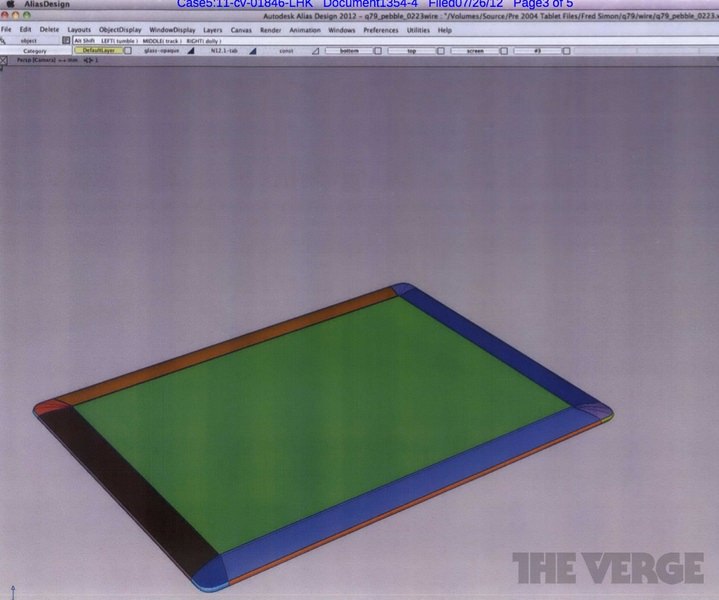 Case5:11-cv-01846-LHK Document1354-4 Filed07/26/12 Page3 of 5
AliasDesign
Autodesk Alias Design 2012 - q79_pebble_0223wire : "/Volumes/Source/Pre 2004 Tablet Files/Fred Simon/q79/wire/q79_pebble_0223.w
File Edit Delete Layouts ObjectDisplay WindowDisplay Layers Canvas Render Animation Windows Preferences Utilities Help
object Alt Shift LEFT( tumble ) MIDDLE( track ) RIGHT( dolly )
Category DefaultLayer glass-opaque N12.1-tab const bottom top screen #3
Persp [Camera]
THE VERGE